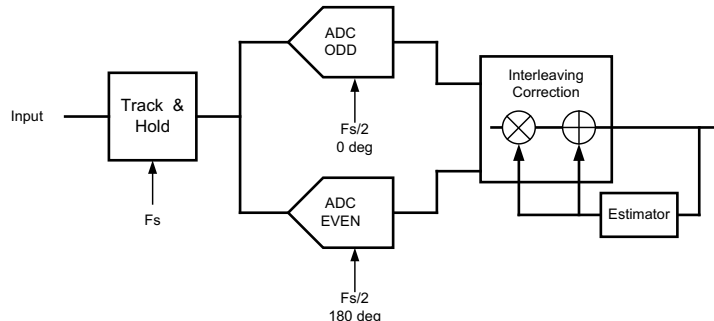 Input
Track &
Hold
Fs
ADC
ODD
Fs/2
0 deg
ADC
EVEN
Fs/2
180 deg
Interleaving
Correction
Estimator